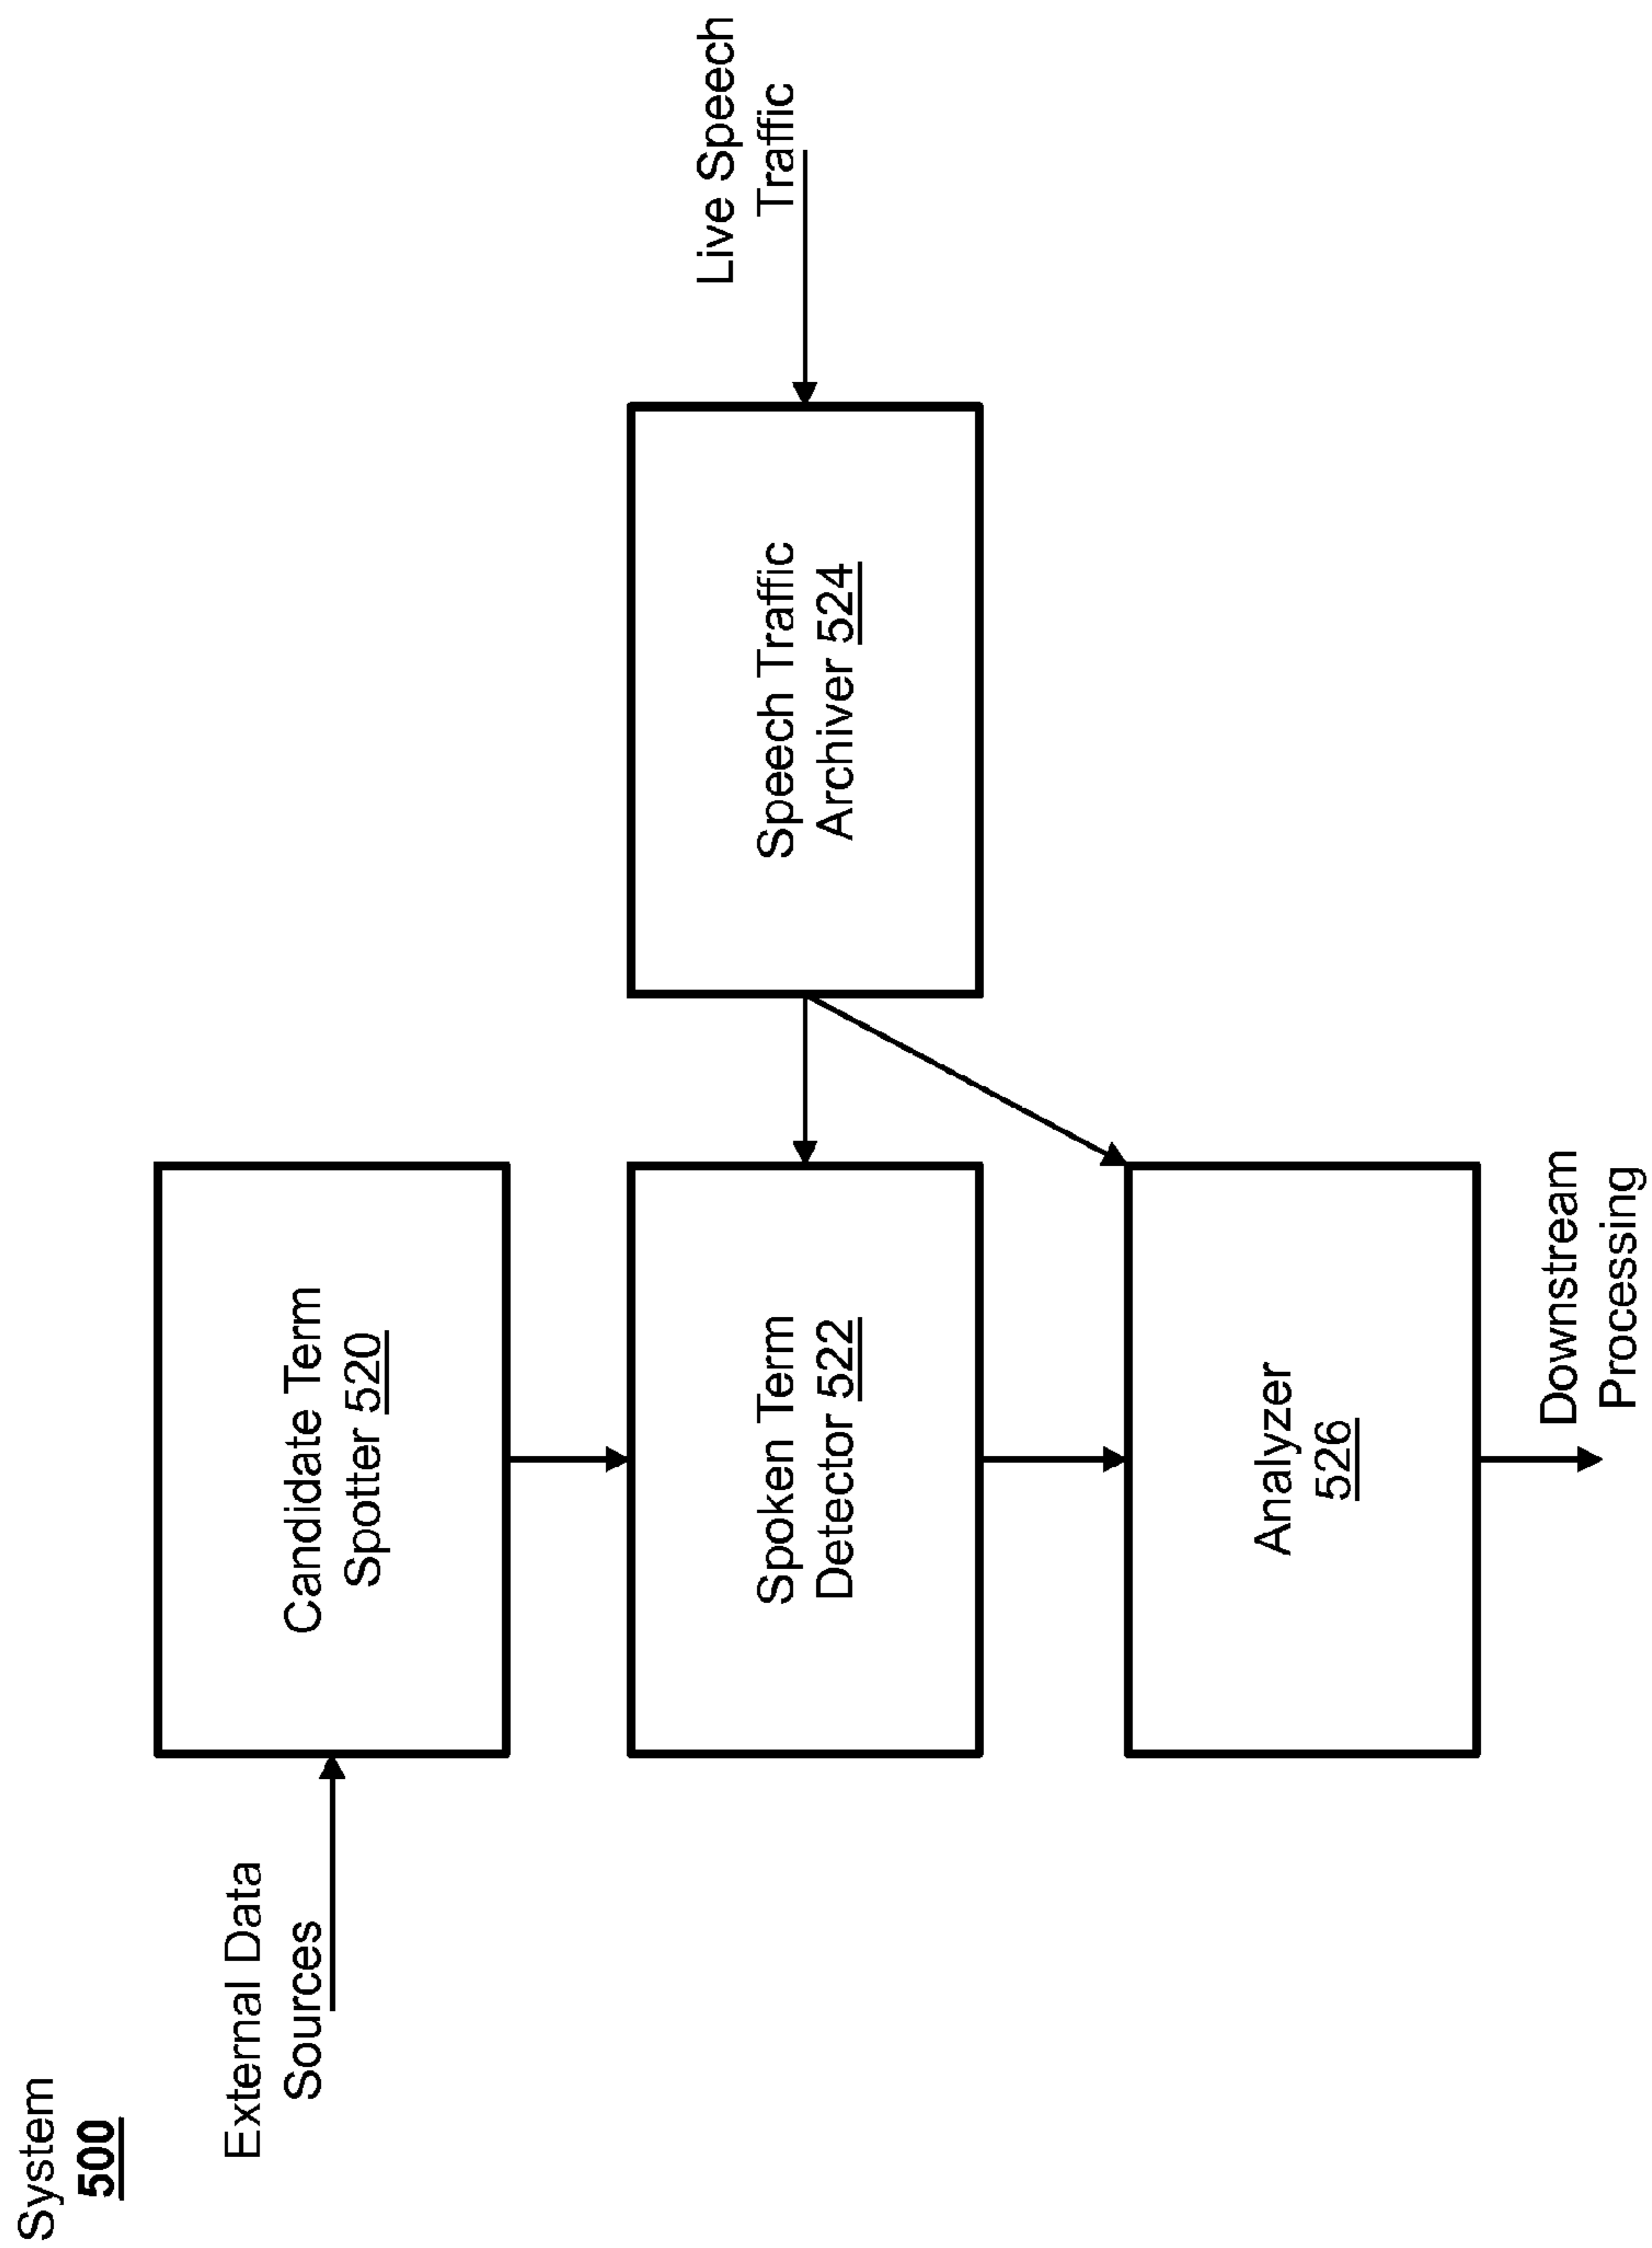 System
500
External Data
Sources
Candidate Term
Spotter 520
Live Speech
Traffic
Spoken Term
Detector 522
Speech Traffic
Archiver 524
Analyzer
526
Downstream
Processing